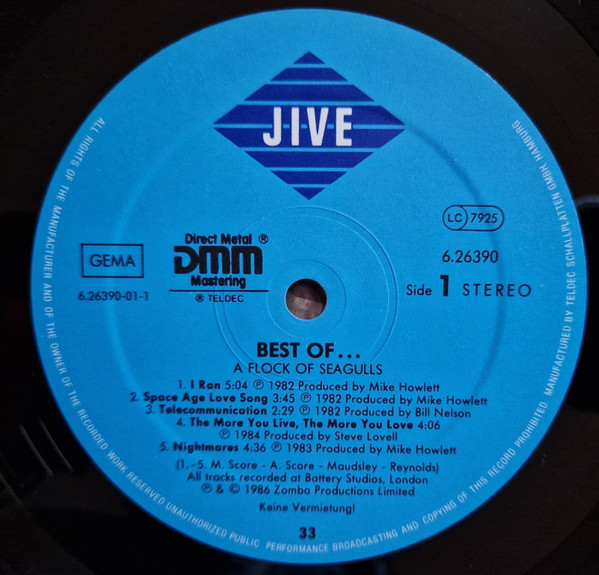 JIVE
LC 7925
6.26390
Side 1 STEREO
GEMA
6.26390-01-1
Direct Metal ®
DMM
Mastering
® TELDEC
BEST OF...
A FLOCK OF SEAGULLS
1. I Ran 5:04 ℗ 1982 Produced by Mike Howlett
2. Space Age Love Song 3:45 ℗ 1982 Produced by Mike Howlett
3. Telecommunication 2:29 ℗ 1982 Produced by Bill Nelson
4. The More You Live, The More You Love 4:06
℗ 1984 Produced by Steve Lovell
5. Nightmares 4:36 ℗ 1983 Produced by Mike Howlett
(1.-5. M. Score - A. Score - Maudsley - Reynolds)
All tracks recorded at Battery Studios, London
℗ & © 1986 Zomba Productions Limited
Keine Vermietung!
33
ALL RIGHTS OF THE MANUFACTURER AND OF THE OWNER OF THE RECORDED WORK RESERVED UNAUTHORIZED PUBLIC PERFORMANCE BROADCASTING AND COPYING OF THIS RECORD PROHIBITED. MANUFACTURED BY TELDEC SCHALLPLATTEN GMBH HAMBURG